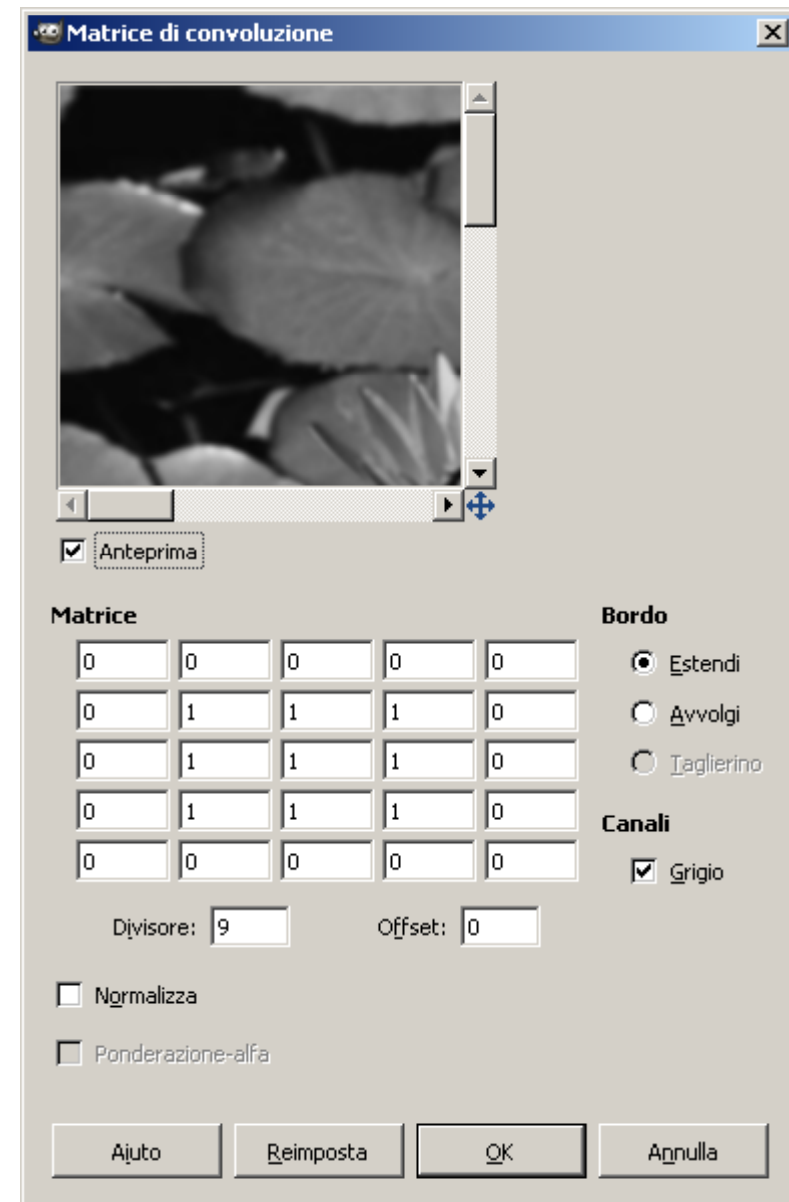 Matrice di convoluzione
Anteprima
Matrice
0 0 0 0 0
0 1 1 1 0
0 1 1 1 0
0 1 1 1 0
0 0 0 0 0
Divisore: 9 Offset: 0
Normalizza
Ponderazione-alfa
Bordo
Estendi
Avvolgi
Taglierino
Canali
Grigio
Aiuto Reimposta OK Annulla